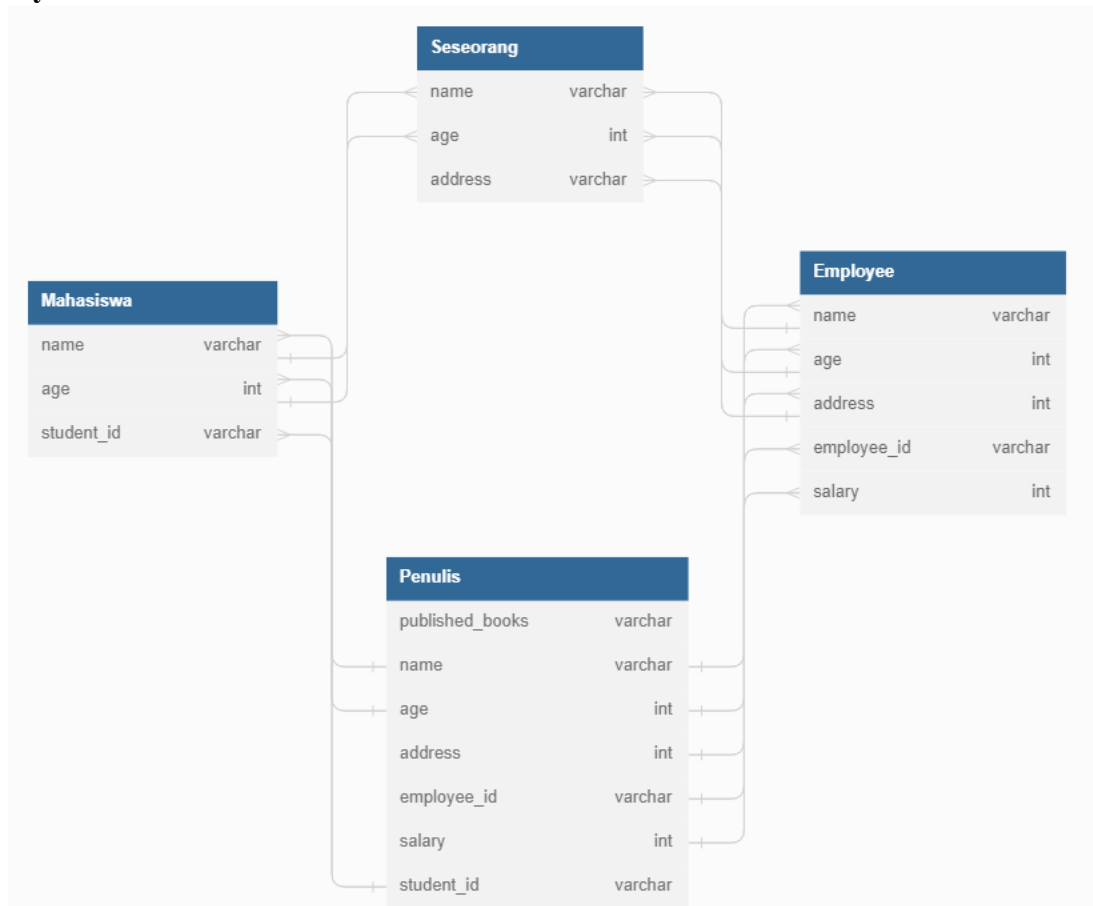 Seseorang
name varchar
age int
address varchar
Employee
name varchar
age int
address int
employee_id varchar
salary int
Mahasiswa
name varchar
age int
student_id varchar
Penulis
published_books varchar
name varchar
age int
address int
employee_id varchar
salary int
student_id varchar